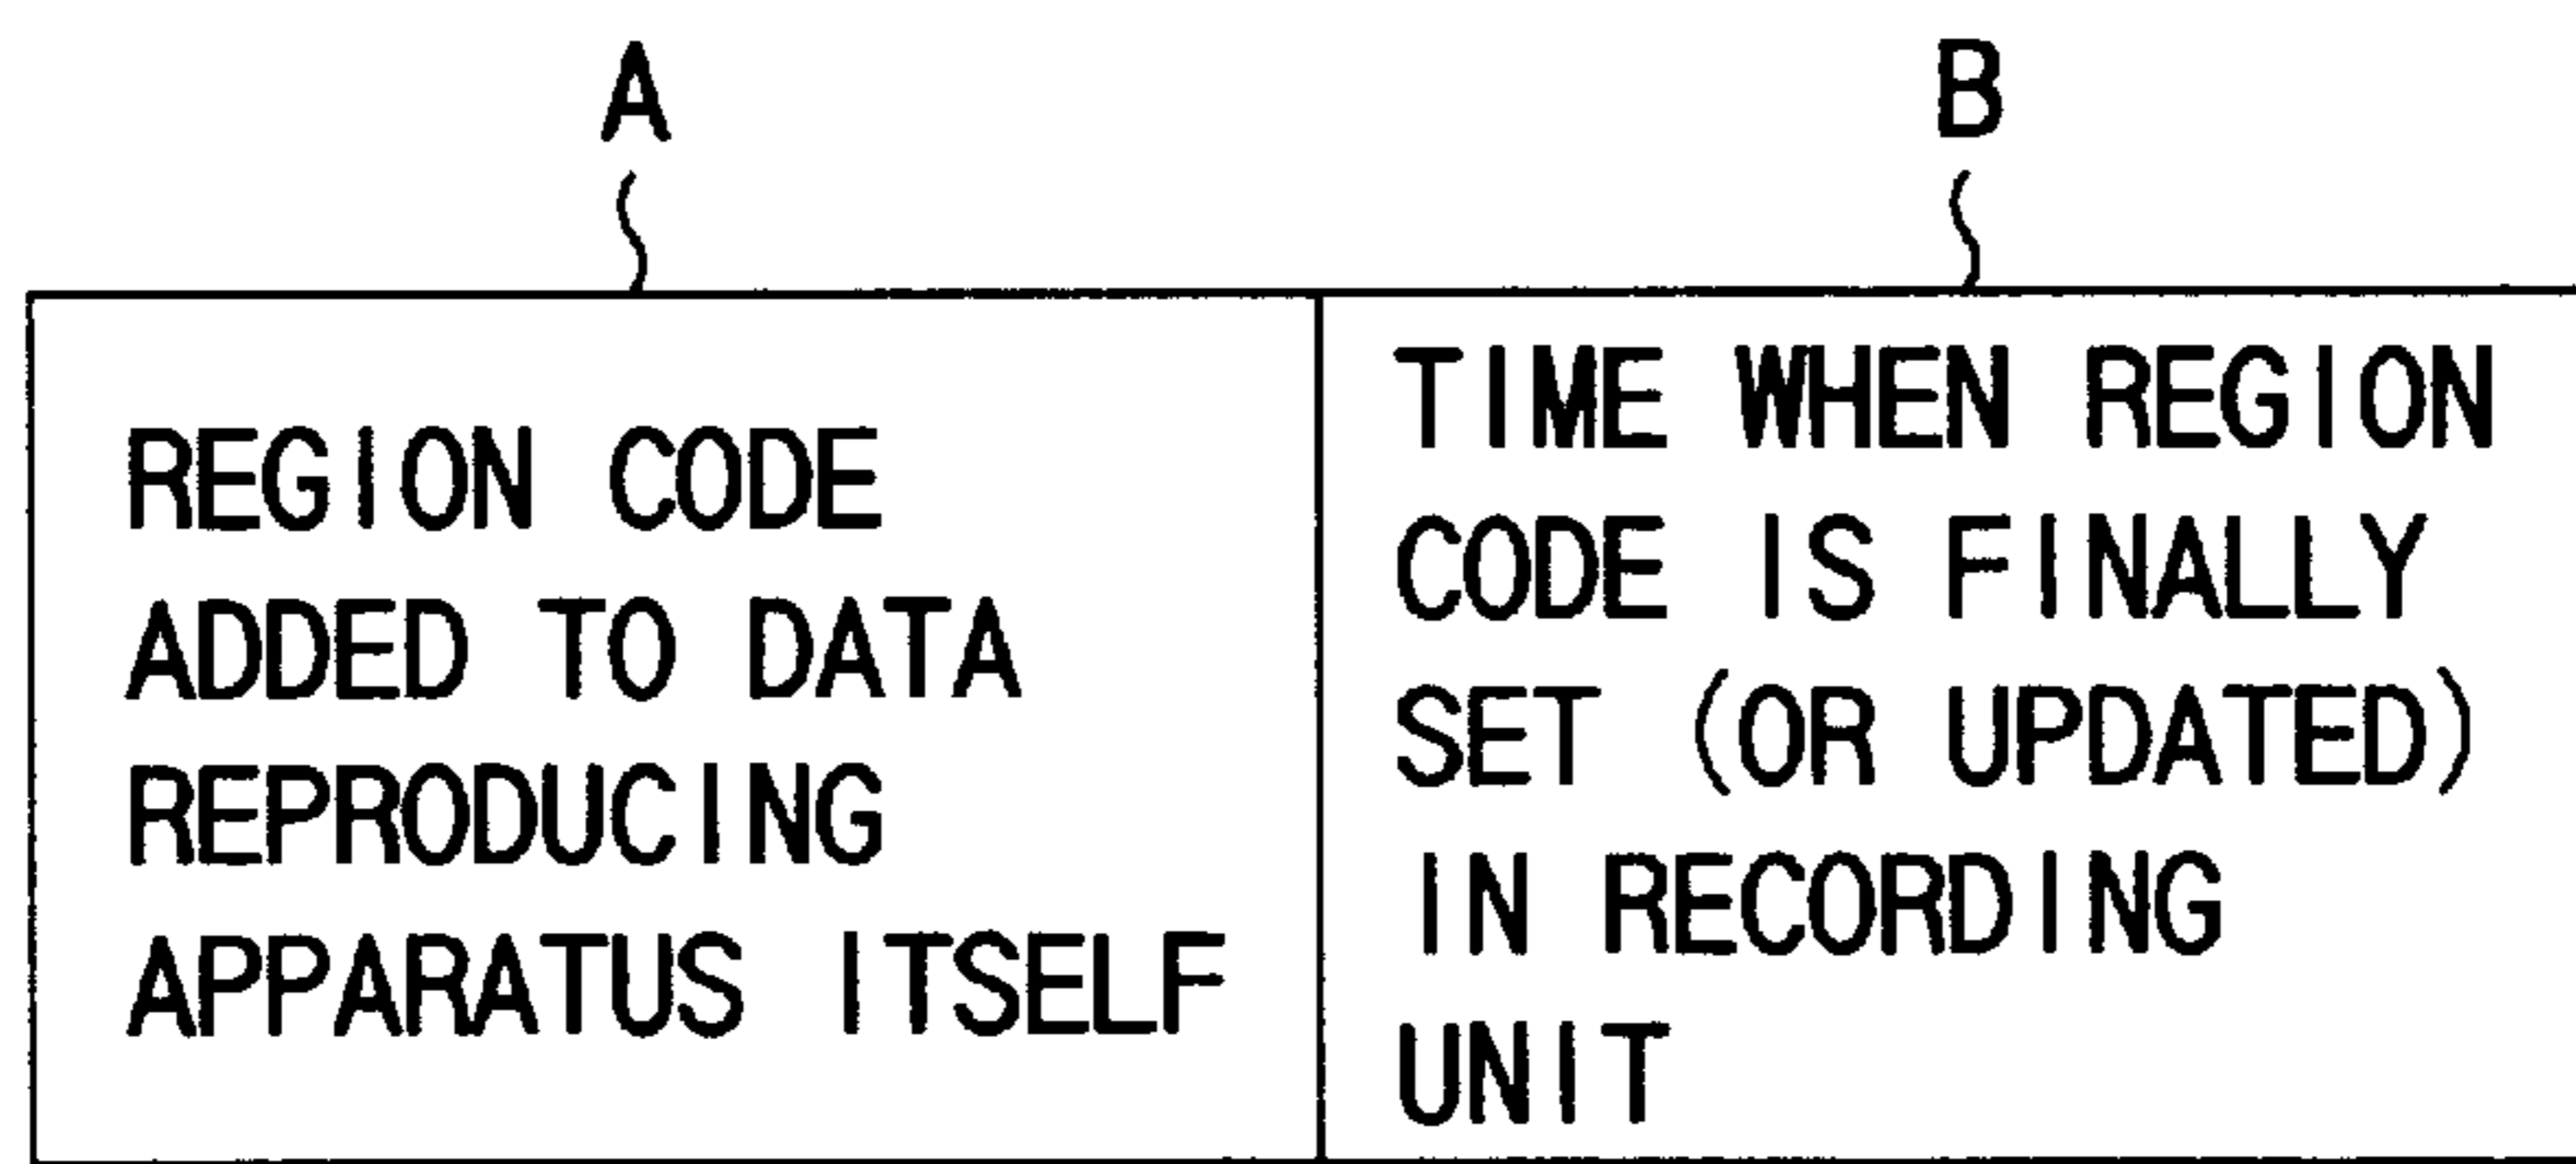 A
B
REGION CODE
ADDED TO DATA
REPRODUCING
APPARATUS ITSELF
TIME WHEN REGION
CODE IS FINALLY
SET (OR UPDATED)
IN RECORDING
UNIT